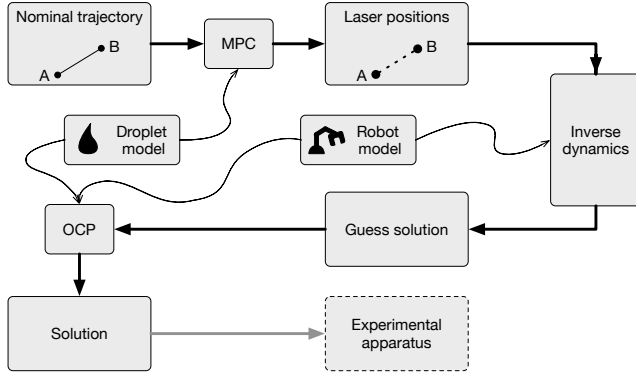 Nominal trajectory
B
A
MPC
Laser positions
B
A
Droplet
model
Robot
model
Inverse
dynamics
OCP
Guess solution
Solution
Experimental
apparatus